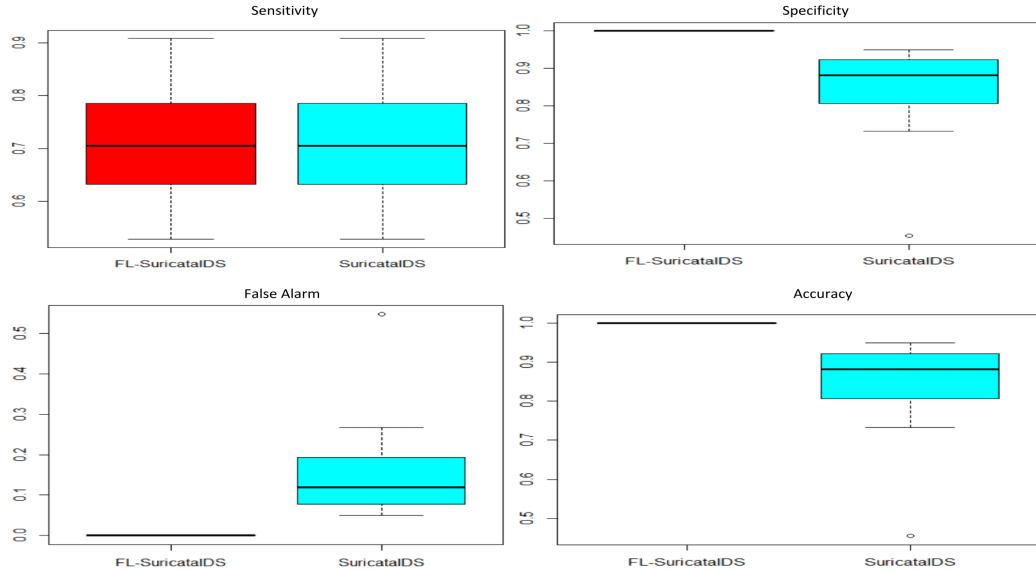 Sensitivity
0.9
0.8
0.7
0.6
FL-SuricataIDS
SuricataIDS
Specificity
1.0
0.9
0.8
0.7
0.6
0.5
FL-SuricataIDS
SuricataIDS
False Alarm
0.5
0.4
0.3
0.2
0.1
0.0
FL-SuricataIDS
SuricataIDS
Accuracy
1.0
0.9
0.8
0.7
0.6
0.5
FL-SuricataIDS
SuricataIDS